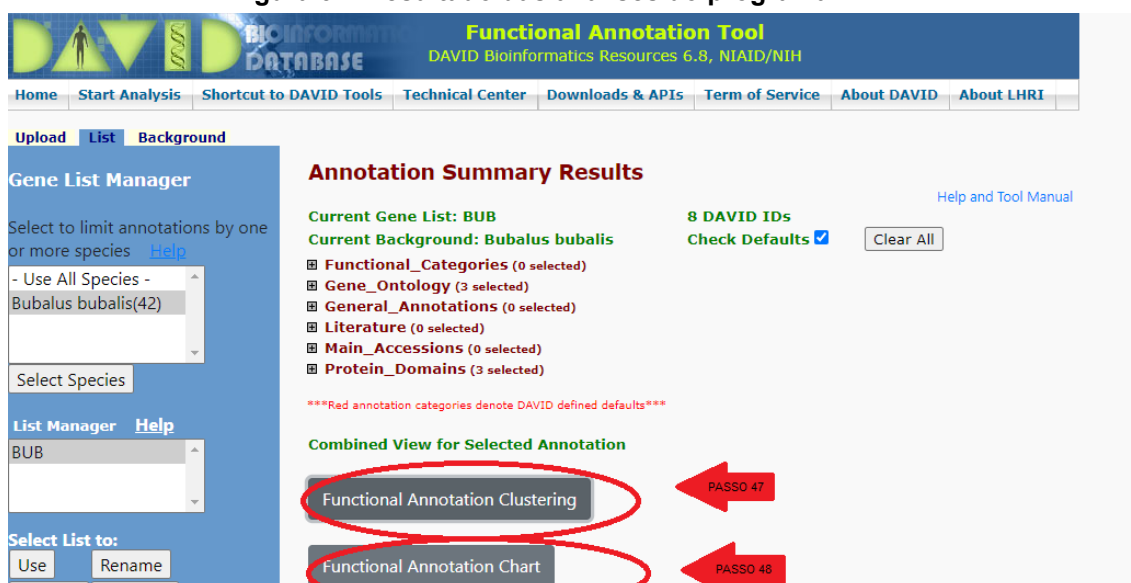 DAVID BIOINFORMATI
DATABASE
Functional Annotation Tool
DAVID Bioinformatics Resources 6.8, NIAID/NIH
Home Start Analysis Shortcut to DAVID Tools Technical Center Downloads & APIs Term of Service About DAVID About LHRI
Upload List Background
Gene List Manager
Select to limit annotations by one
or more species Help
- Use All Species -
Bubalus bubalis(42)
Select Species
List Manager Help
BUB
Select List to:
Use Rename
Annotation Summary Results
Help and Tool Manual
Current Gene List: BUB 8 DAVID IDs
Current Background: Bubalus bubalis Check Defaults Clear All
Functional_Categories (0 selected)
Gene_Ontology (3 selected)
General_Annotations (0 selected)
Literature (0 selected)
Main_Accessions (0 selected)
Protein_Domains (3 selected)
***Red annotation categories denote DAVID defined defaults***
Combined View for Selected Annotation
Functional Annotation Clustering
PASSO 47
Functional Annotation Chart
PASSO 48